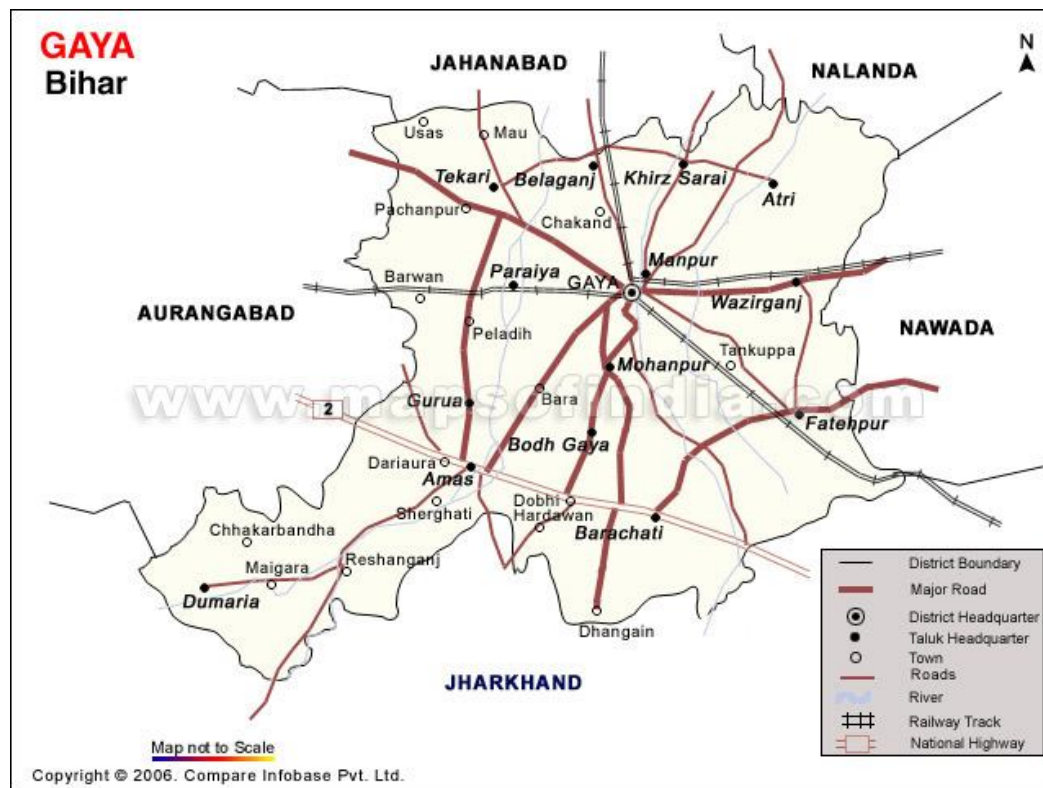 GAYA
Bihar
JAHANABAD
NALANDA
N
Usas
Mau
Tekari
Belaganj
Khirz Sarai
Atri
Pachanpur
Chakand
Manpur
Barwan
Paraiya
GAYA
Wazirganj
AURANGABAD
NAWADA
Peladih
Mohanpur
Tankuppa
www.mapsofindia.com
2
Gurua
Bara
Fatehpur
Bodh Gaya
Dariaura
Amas
Sherghati
Dobhi
Hardawan
Barachati
Chhakarbandha
Maigara
Reshanganj
Dumaria
Dhangain
JHARKHAND
District Boundary
Major Road
District Headquarter
Taluk Headquarter
Town
Roads
River
Railway Track
National Highway
Map not to Scale
Copyright © 2006. Compare Infobase Pvt. Ltd.